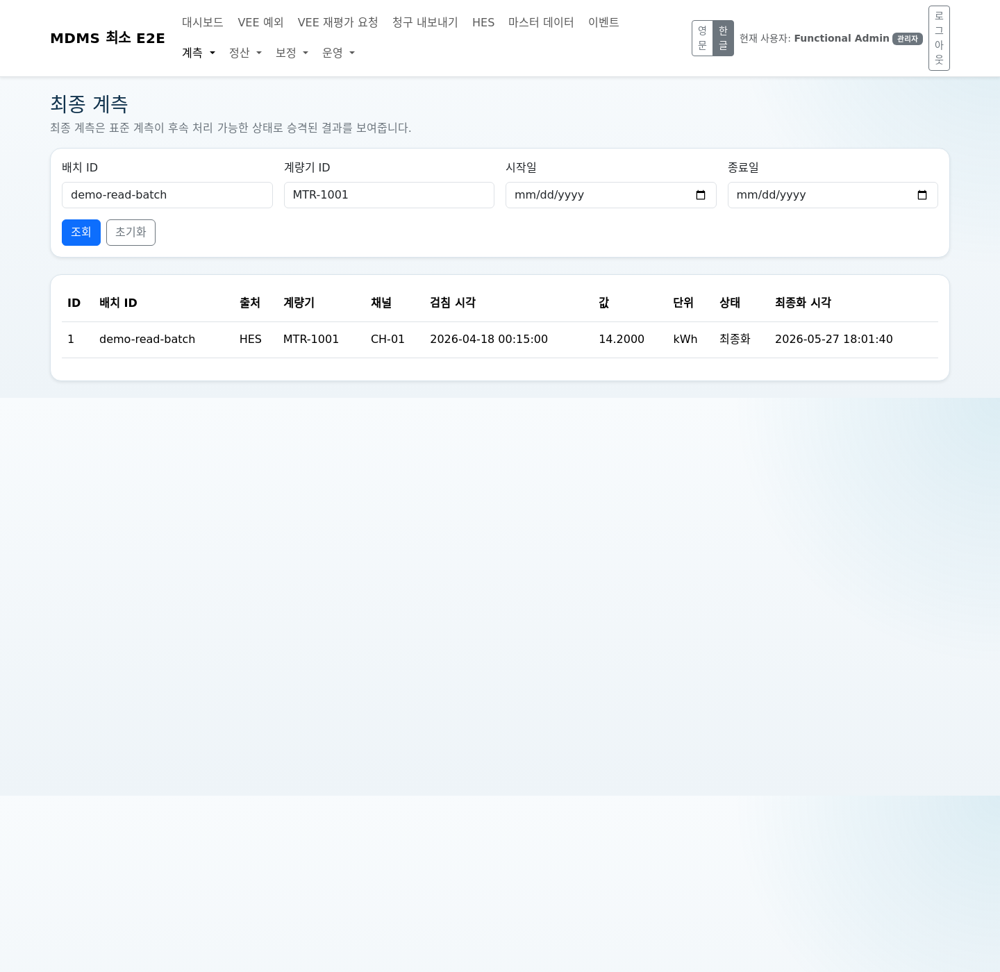 MDMS 최소 E2E
대시보드 VEE 예외 VEE 재평가 요청 청구 내보내기 HES 마스터 데이터 이벤트
계측 정산 보정 운영
영문 한글 현재 사용자: Functional Admin 관리자 로그아웃
최종 계측
최종 계측은 표준 계측이 후속 처리 가능한 상태로 승격된 결과를 보여줍니다.
배치 ID 계량기 ID 시작일 종료일
demo-read-batch MTR-1001 mm/dd/yyyy mm/dd/yyyy
조회 초기화
ID 배치 ID 출처 계량기 채널 검침 시각 값 단위 상태 최종화 시각
1 demo-read-batch HES MTR-1001 CH-01 2026-04-18 00:15:00 14.2000 kWh 최종화 2026-05-27 18:01:40